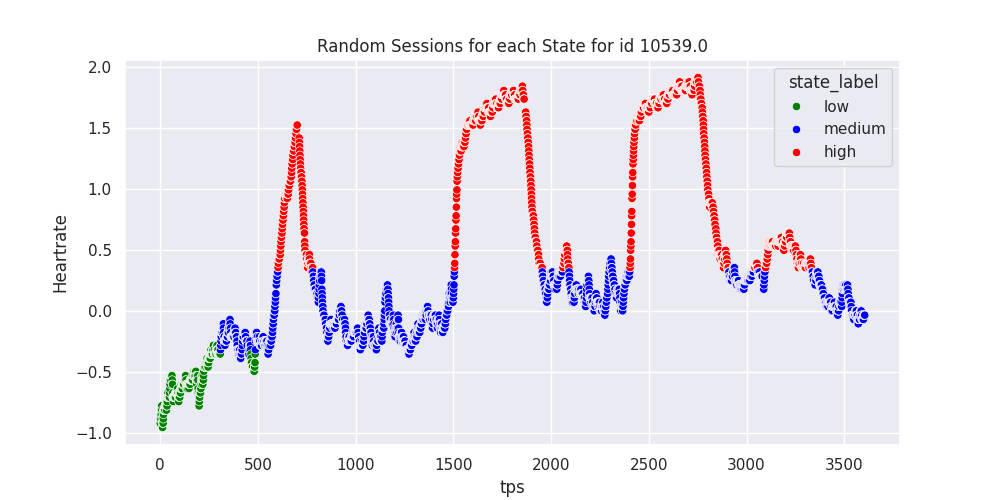 Random Sessions for each State for id 10539.0
2.0
1.5
1.0
0.5
0.0
−0.5
−1.0
Heartrate
state_label
low
medium
high
0 500 1000 1500 2000 2500 3000 3500
tps